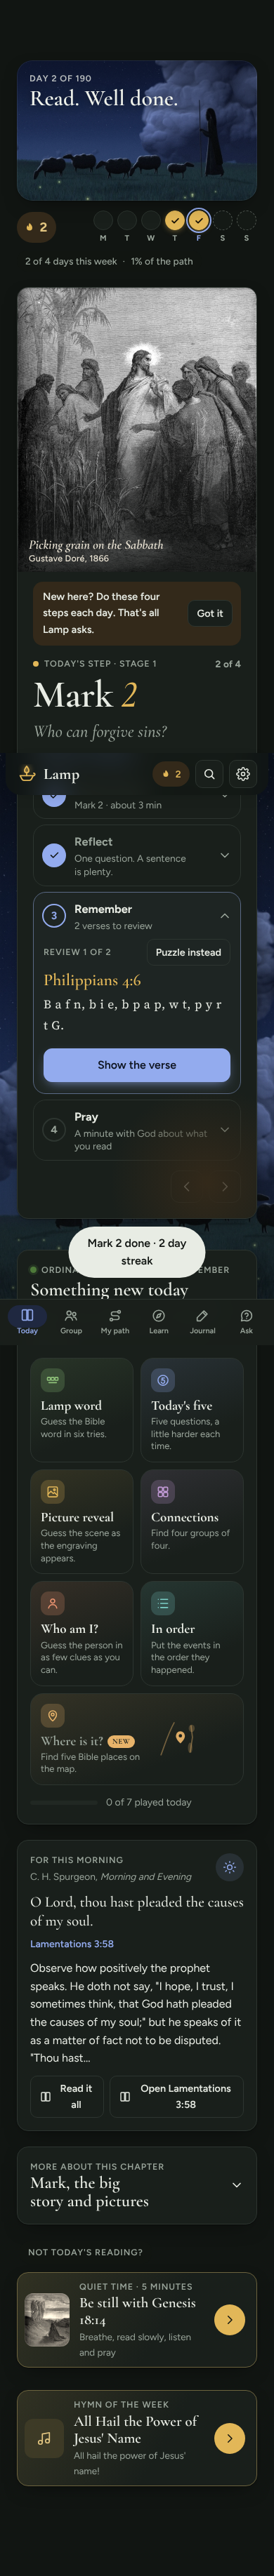 DAY 2 OF 190
Read. Well done.
2
M T W T F S S
2 of 4 days this week · 1% of the path
Picking grain on the Sabbath
Gustave Doré, 1866
New here? Do these four
steps each day. That's all
Lamp asks.
Got it
TODAY'S STEP · STAGE 1
2 of 4
Mark 2
Who can forgive sins?
Lamp
2
Mark 2 · about 3 min
Reflect
One question. A sentence
is plenty.
3
Remember
2 verses to review
REVIEW 1 OF 2
Puzzle instead
Philippians 4:6
B a f n, b i e, b p a p, w t, p y r
t G.
Show the verse
4
Pray
A minute with God about what
you read
Mark 2 done · 2 day
streak
Something new today
Today
Group
My path
Learn
Journal
Ask
Lamp word
Guess the Bible
word in six tries.
Today's five
Five questions, a
little harder each
time.
Picture reveal
Guess the scene as
the engraving
appears.
Connections
Find four groups of
four.
Who am I?
Guess the person in
as few clues as you
can.
In order
Put the events in
the order they
happened.
Where is it? NEW
Find five Bible places on
the map.
0 of 7 played today
FOR THIS MORNING
C. H. Spurgeon, Morning and Evening
O Lord, thou hast pleaded the causes
of my soul.
Lamentations 3:58
Observe how positively the prophet
speaks. He doth not say, "I hope, I trust, I
sometimes think, that God hath pleaded
the causes of my soul;" but he speaks of it
as a matter of fact not to be disputed.
"Thou hast...
Read it
all
Open Lamentations
3:58
MORE ABOUT THIS CHAPTER
Mark, the big
story and pictures
NOT TODAY'S READING?
QUIET TIME · 5 MINUTES
Be still with Genesis
18:14
Breathe, read slowly, listen
and pray
HYMN OF THE WEEK
All Hail the Power of
Jesus' Name
All hail the power of Jesus'
name!